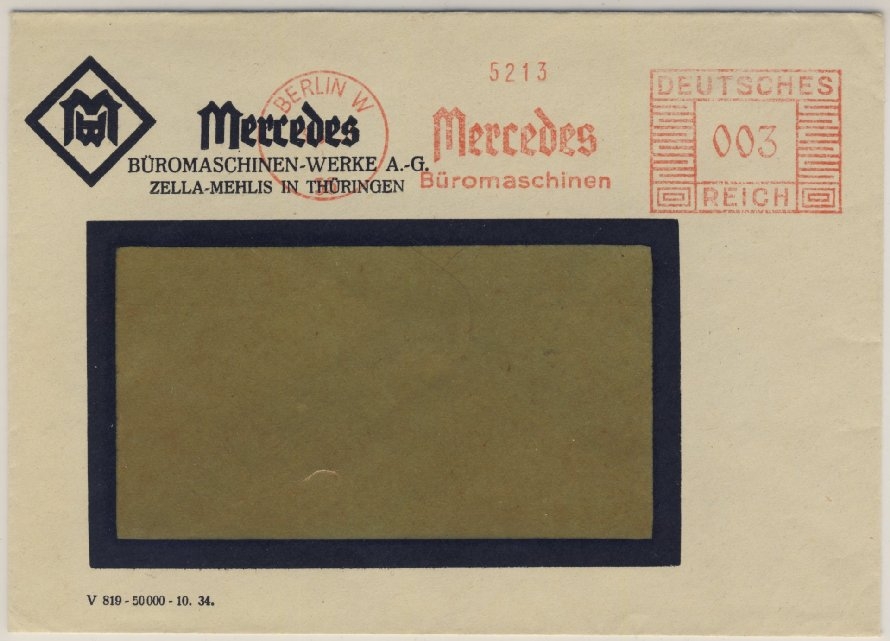 Mercedes
BÜROMASCHINEN-WERKE A.-G.
ZELLA-MEHLIS IN THÜRINGEN
BERLIN W
5213
Mercedes
Büromaschinen
DEUTSCHES
003
REICH
V 819 - 50000 - 10. 34.